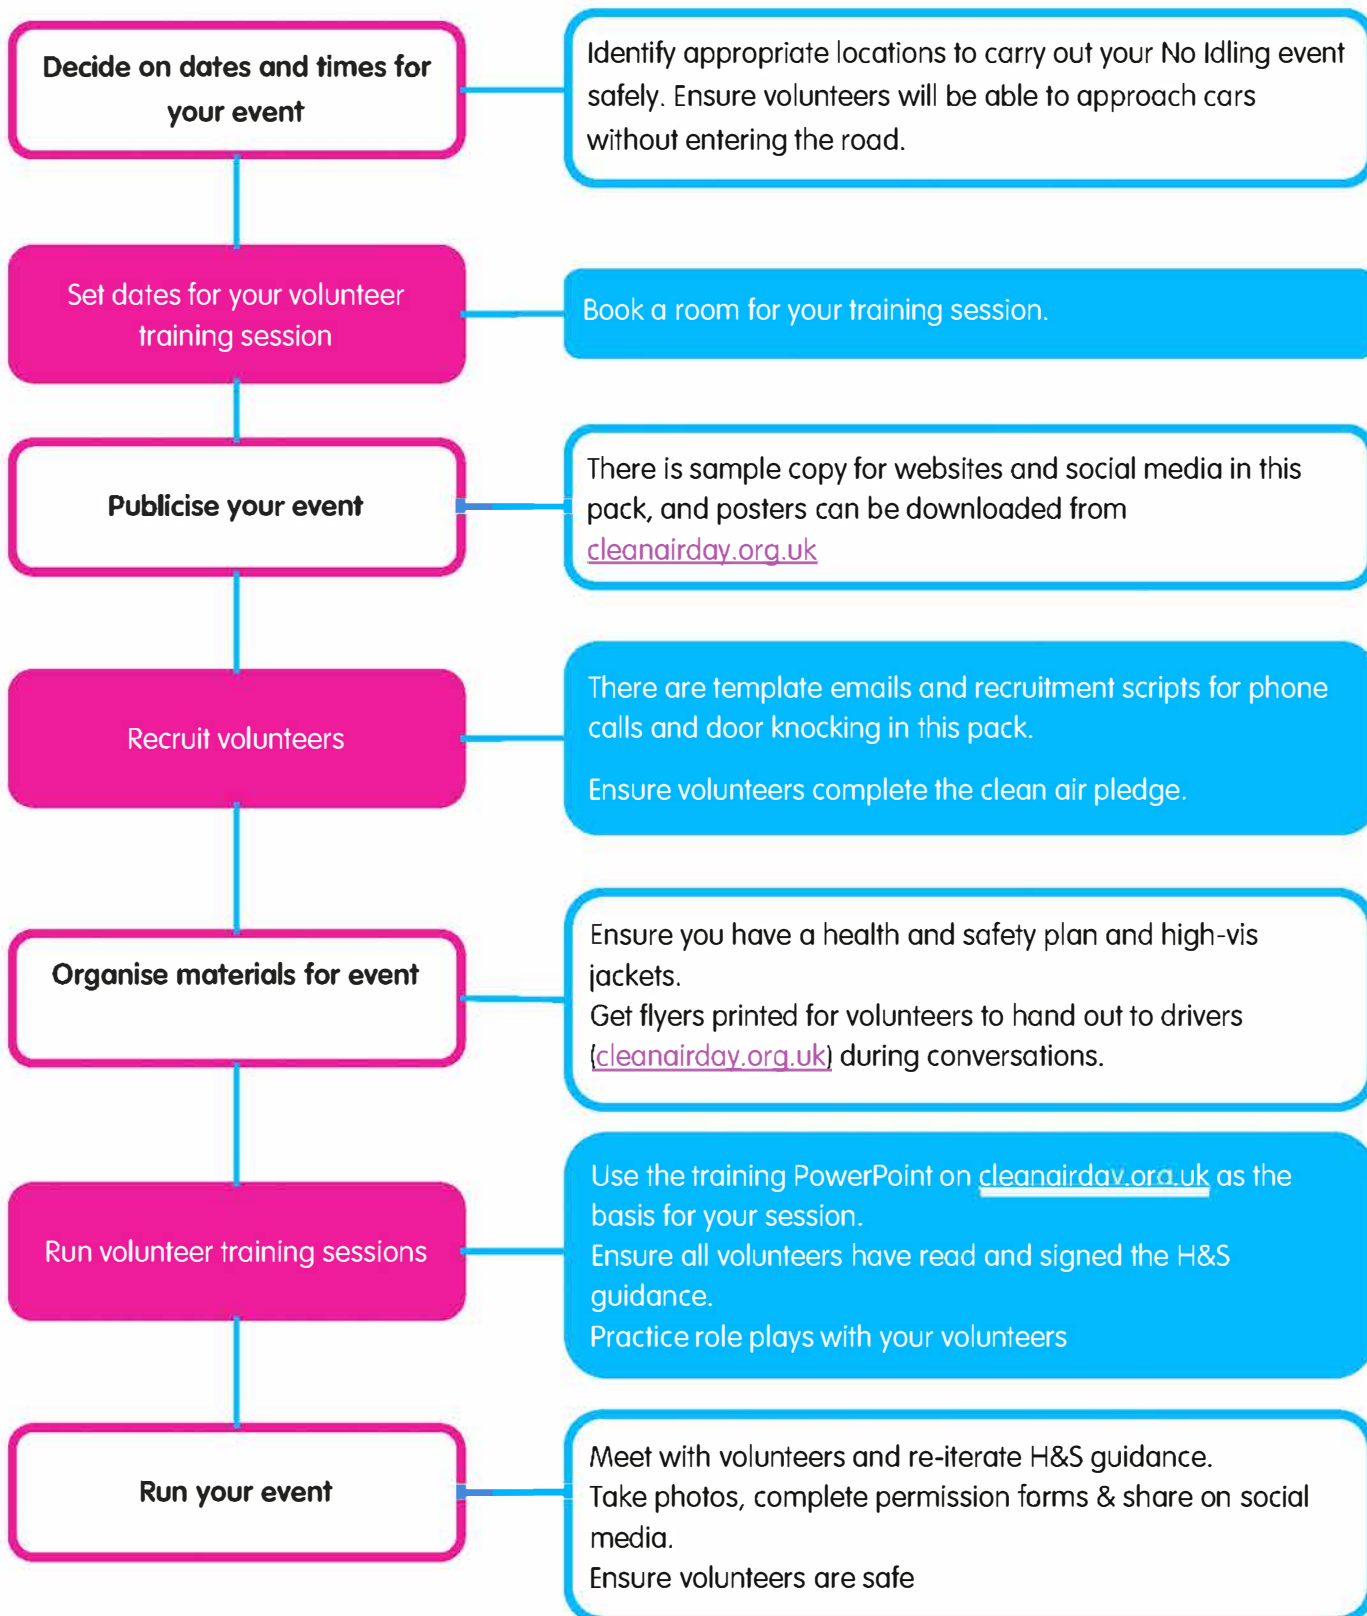 Decide on dates and times for
your event
Identify appropriate locations to carry out your No Idling event
safely. Ensure volunteers will be able to approach cars
without entering the road.
Set dates for your volunteer
training session
Book a room for your training session.
Publicise your event
There is sample copy for websites and social media in this
pack, and posters can be downloaded from
cleanairday.org.uk
Recruit volunteers
There are template emails and recruitment scripts for phone
calls and door knocking in this pack.
Ensure volunteers complete the clean air pledge.
Organise materials for event
Ensure you have a health and safety plan and high-vis
jackets.
Get flyers printed for volunteers to hand out to drivers
(cleanairday.org.uk) during conversations.
Run volunteer training sessions
Use the training PowerPoint on cleanairday.org.uk as the
basis for your session.
Ensure all volunteers have read and signed the H&S
guidance.
Practice role plays with your volunteers
Run your event
Meet with volunteers and re-iterate H&S guidance.
Take photos, complete permission forms & share on social
media.
Ensure volunteers are safe